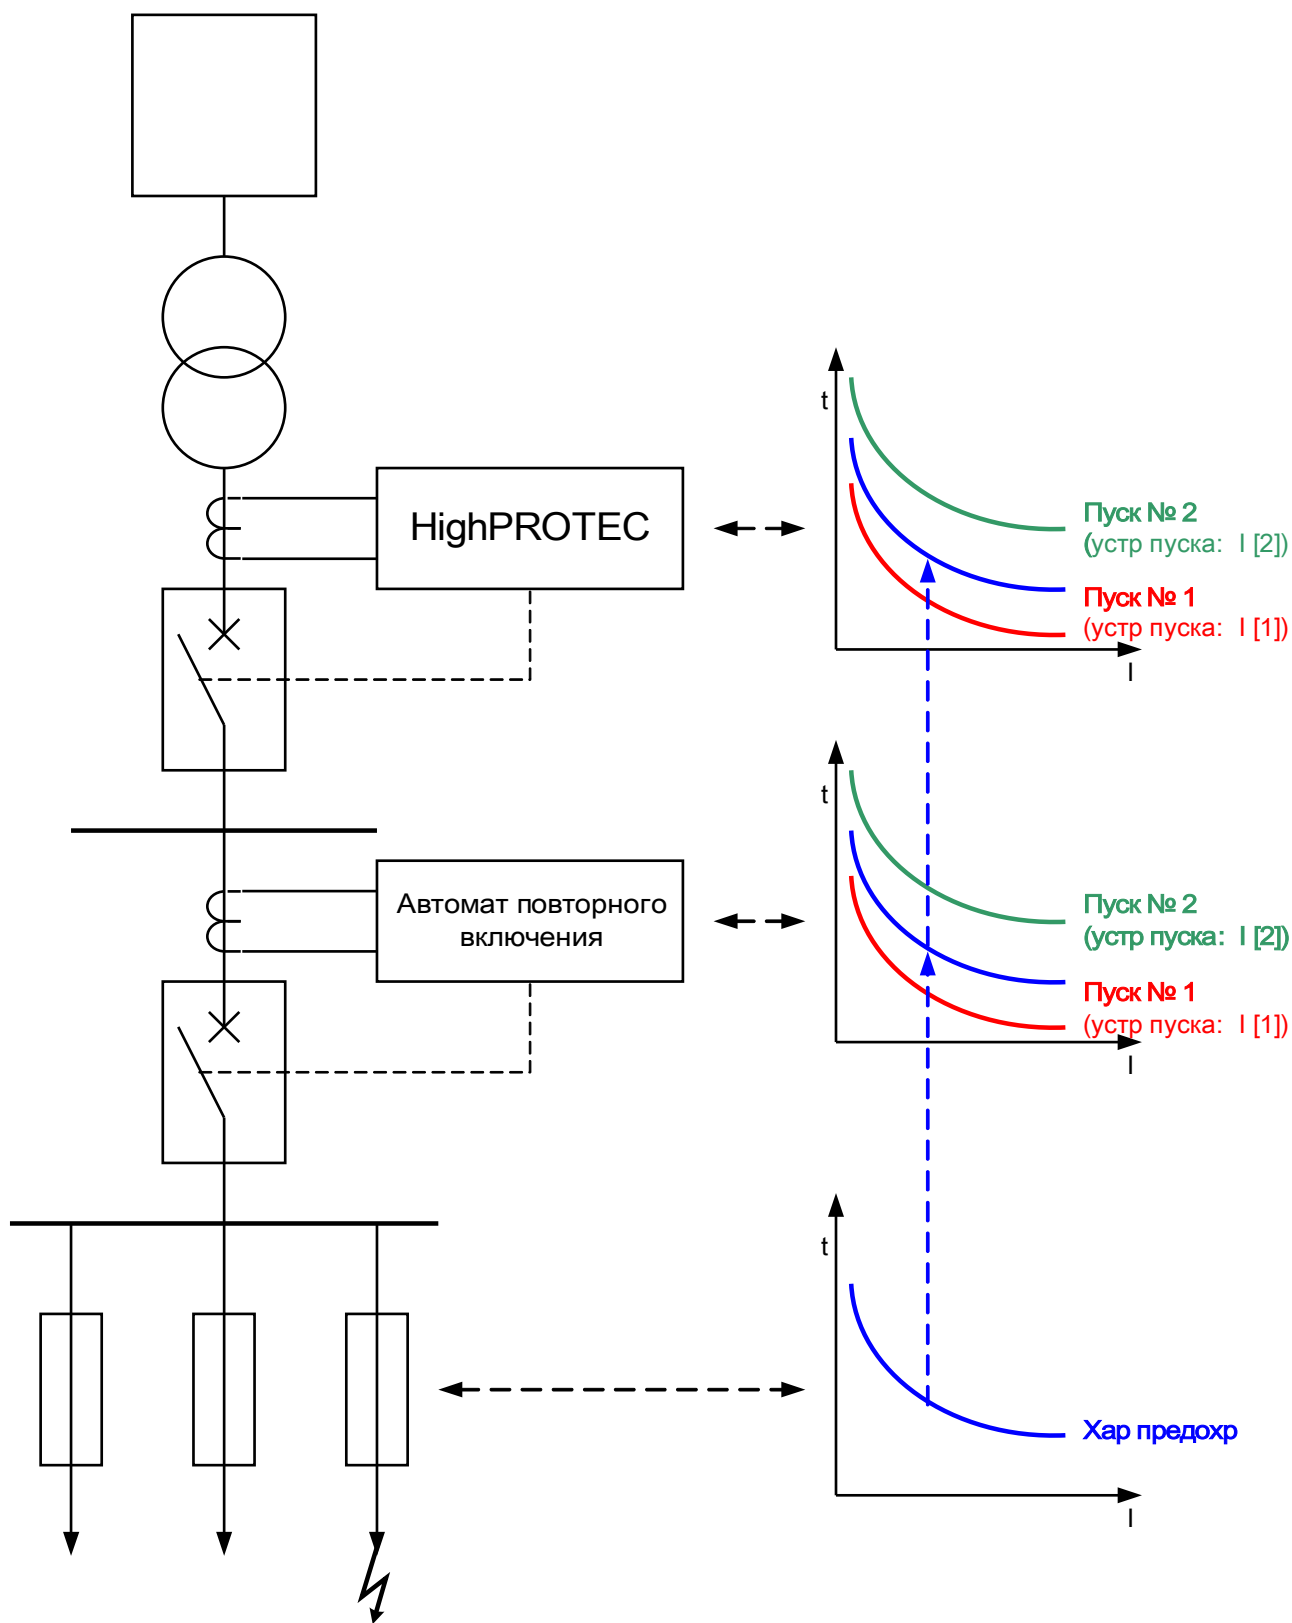 t
HighPROTEC
Пуск № 2
(устр пуска: I [2])
Пуск № 1
(устр пуска: I [1])
I
t
Автомат повторного
включения
Пуск № 2
(устр пуска: I [2])
Пуск № 1
(устр пуска: I [1])
I
t
Хар предохр
I